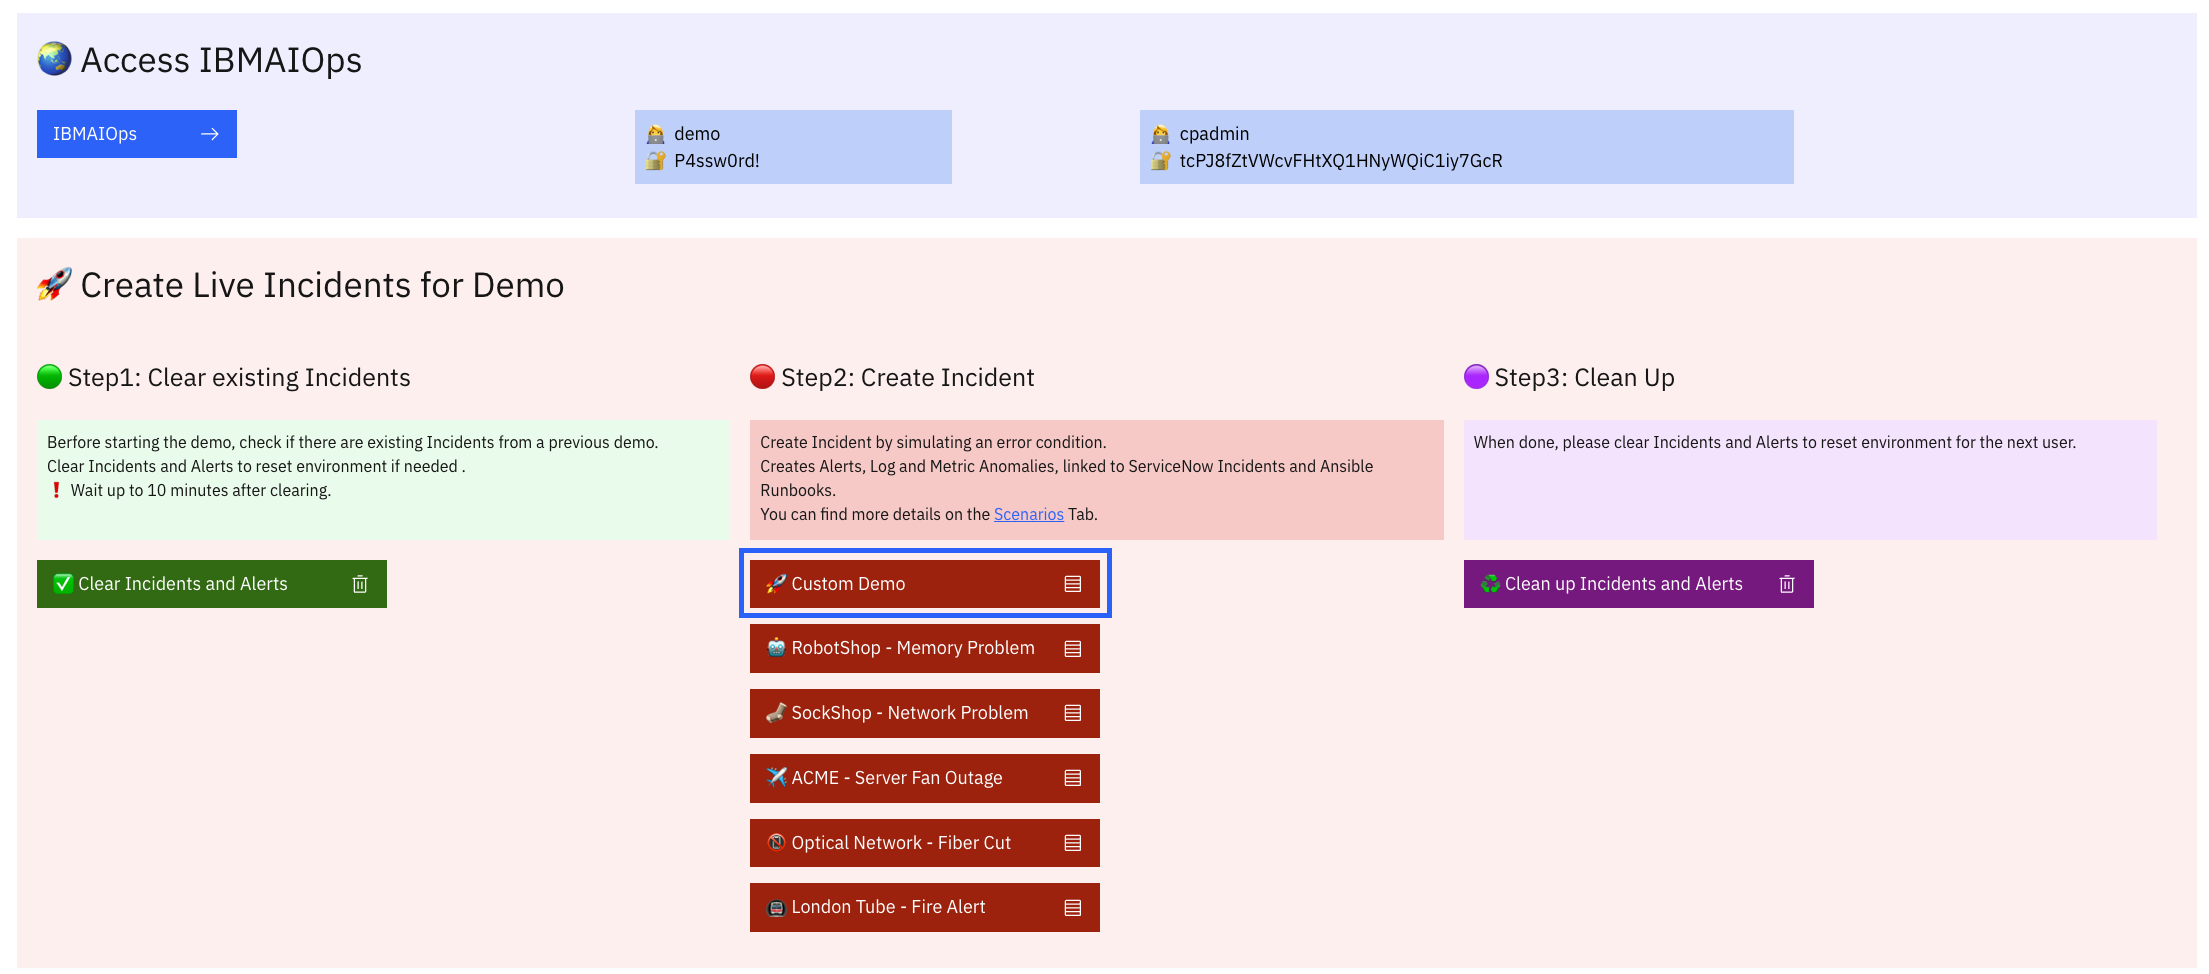 Access IBMAIOps
IBMAIOps
demo
P4ssw0rd!
cpadmin
tcPJ8fZtVWcvFHtXQ1HNyWQiC1iy7GcR
Create Live Incidents for Demo
Step1: Clear existing Incidents
Berfore starting the demo, check if there are existing Incidents from a previous demo.
Clear Incidents and Alerts to reset environment if needed .
❗ Wait up to 10 minutes after clearing.
Clear Incidents and Alerts
Step2: Create Incident
Create Incident by simulating an error condition.
Creates Alerts, Log and Metric Anomalies, linked to ServiceNow Incidents and Ansible
Runbooks.
You can find more details on the Scenarios Tab.
Custom Demo
RobotShop - Memory Problem
SockShop - Network Problem
ACME - Server Fan Outage
Optical Network - Fiber Cut
London Tube - Fire Alert
Step3: Clean Up
When done, please clear Incidents and Alerts to reset environment for the next user.
Clean up Incidents and Alerts